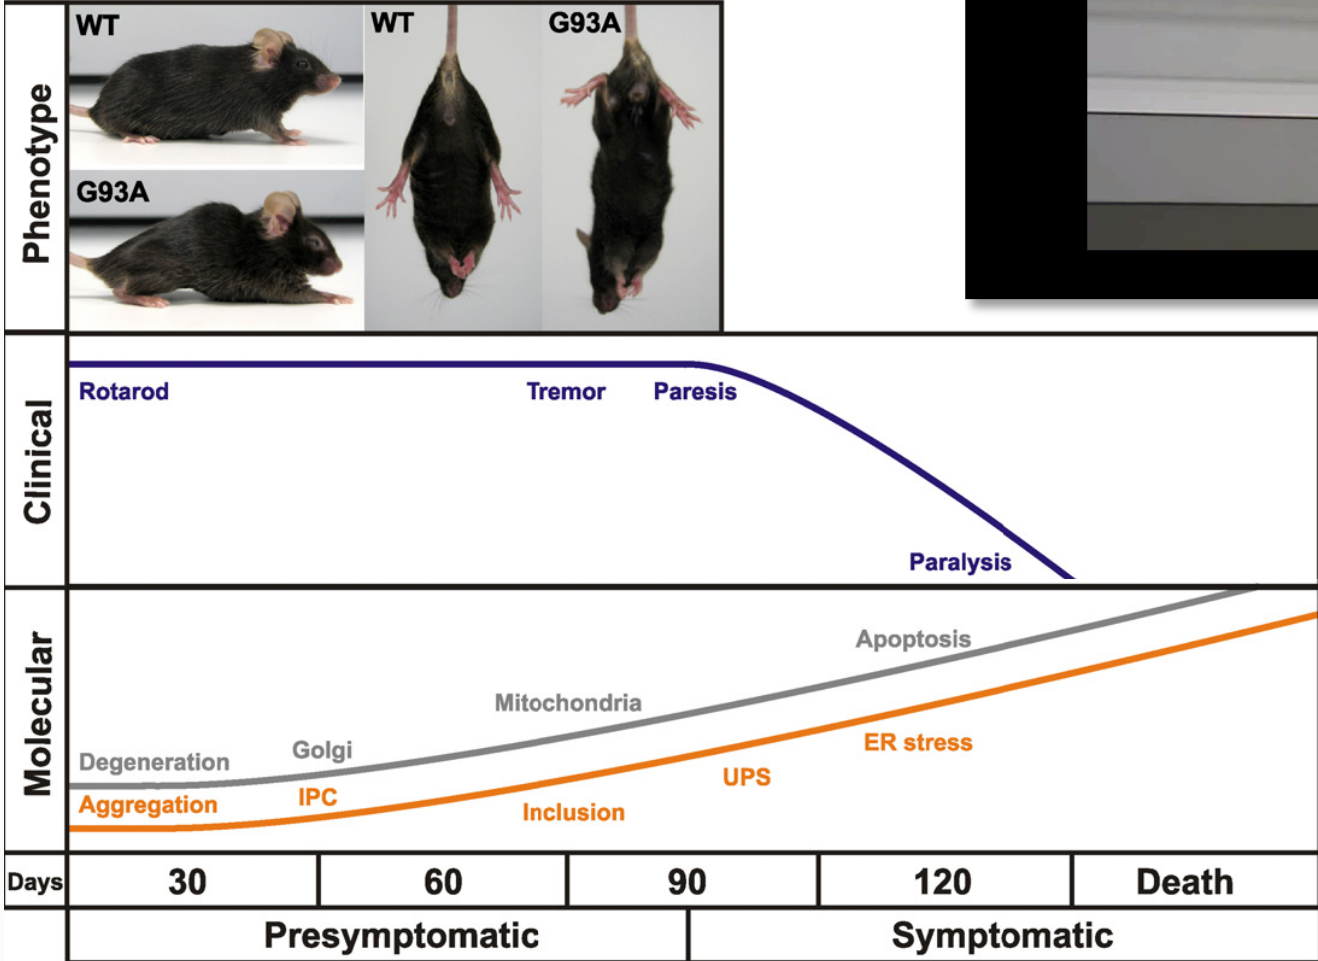 Phenotype
WT
WT
G93A
G93A
Clinical
Rotarod
Tremor
Paresis
Paralysis
Molecular
Apoptosis
Mitochondria
ER stress
Golgi
Degeneration
UPS
IPC
Aggregation
Inclusion
Days 30 60 90 120 Death
Presymptomatic Symptomatic